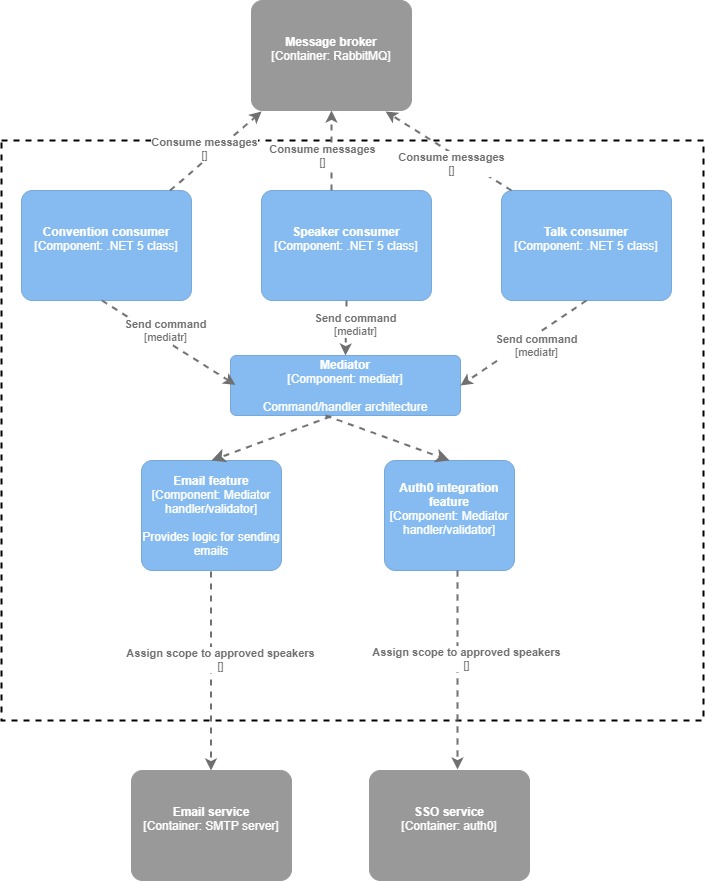 Message broker
[Container: RabbitMQ]
Consume messages
[]
Consume messages
[]
Consume messages
[]
Convention consumer
[Component: .NET 5 class]
Speaker consumer
[Component: .NET 5 class]
Talk consumer
[Component: .NET 5 class]
Send command
[mediatr]
Send command
[mediatr]
Send command
[mediatr]
Mediator
[Component: mediatr]
Command/handler architecture
Email feature
[Component: Mediator
handler/validator]
Provides logic for sending
emails
Auth0 integration
feature
[Component: Mediator
handler/validator]
Assign scope to approved speakers
[]
Assign scope to approved speakers
[]
Email service
[Container: SMTP server]
SSO service
[Container: auth0]